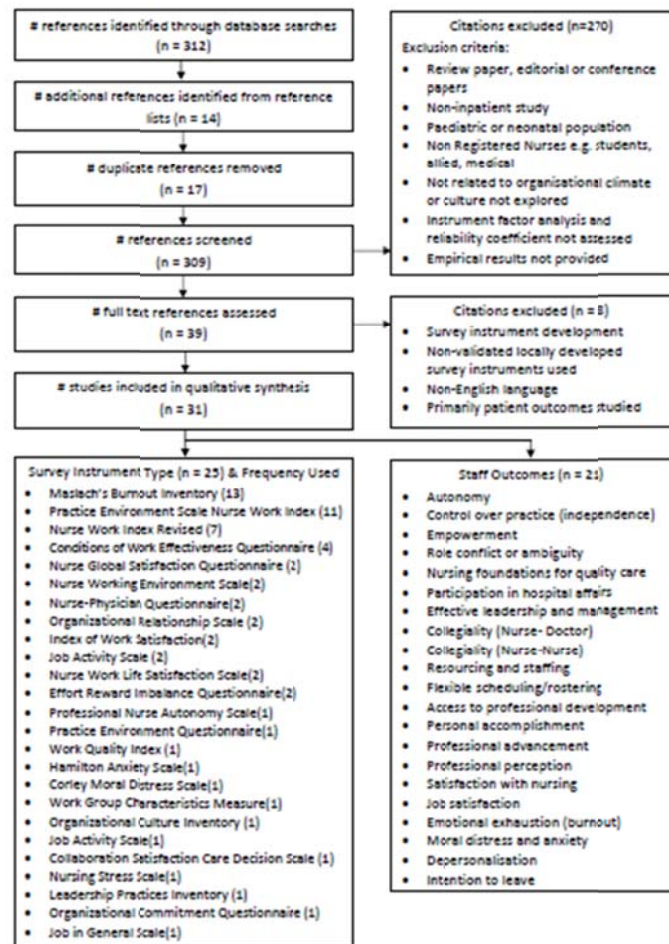 # references identified through database searches
(n = 312)
# additional references identified from reference
lists (n = 14)
# duplicate references removed
(n = 17)
# references screened
(n = 309)
# full text references assessed
(n = 39)
# studies included in qualitative synthesis
(n = 31)
Citations excluded (n=270)
Exclusion criteria:
• Review paper, editorial or conference
papers
• Non-inpatient study
• Paediatric or neonatal population
• Non Registered Nurses e.g. students,
allied, medical
• Not related to organisational climate
or culture not explored
• Instrument factor analysis and
reliability coefficient not assessed
• Empirical results not provided
Citations excluded (n = 8)
• Survey instrument development
• Non-validated locally developed
survey instruments used
• Non-English language
• Primarily patient outcomes studied
Survey Instrument Type (n = 25) & Frequency Used
• Maslach's Burnout Inventory (13)
• Practice Environment Scale Nurse Work Index (11)
• Nurse Work Index Revised (7)
• Conditions of Work Effectiveness Questionnaire (4)
• Nurse Global Satisfaction Questionnaire (2)
• Nurse Working Environment Scale(2)
• Nurse-Physician Questionnaire(2)
• Organizational Relationship Scale (2)
• Index of Work Satisfaction(2)
• Job Activity Scale (2)
• Nurse Work Life Satisfaction Scale(2)
• Effort Reward Imbalance Questionnaire(2)
• Professional Nurse Autonomy Scale(1)
• Practice Environment Questionnaire(1)
• Work Quality Index (1)
• Hamilton Anxiety Scale(1)
• Corley Moral Distress Scale(1)
• Work Group Characteristics Measure(1)
• Organizational Culture Inventory (1)
• Job Activity Scale(1)
• Collaboration Satisfaction Care Decision Scale (1)
• Nursing Stress Scale(1)
• Leadership Practices Inventory (1)
• Organizational Commitment Questionnaire (1)
• Job in General Scale(1)
Staff Outcomes (n = 21)
• Autonomy
• Control over practice (independence)
• Empowerment
• Role conflict or ambiguity
• Nursing foundations for quality care
• Participation in hospital affairs
• Effective leadership and management
• Collegiality (Nurse- Doctor)
• Collegiality (Nurse-Nurse)
• Resourcing and staffing
• Flexible scheduling/rostering
• Access to professional development
• Personal accomplishment
• Professional advancement
• Professional perception
• Satisfaction with nursing
• Job satisfaction
• Emotional exhaustion (burnout)
• Moral distress and anxiety
• Depersonalisation
• Intention to leave